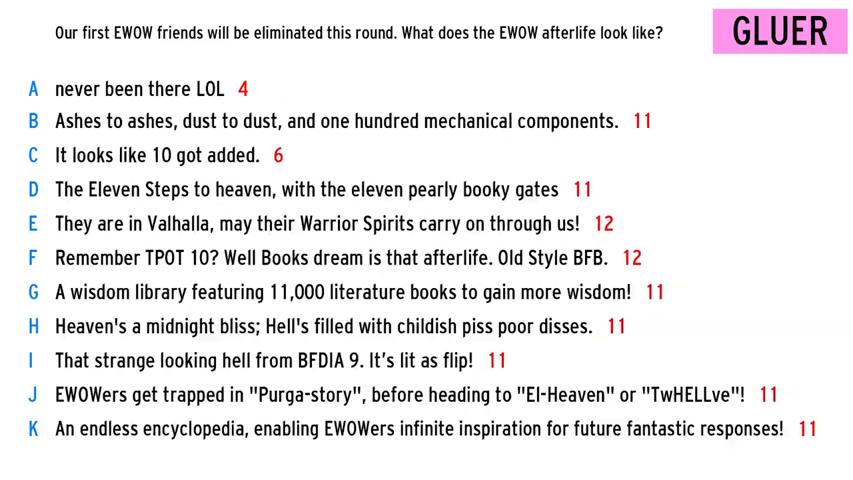 Our first EWOW friends will be eliminated this round. What does the EWOW afterlife look like?
GLUER
A never been there LOL 4
B Ashes to ashes, dust to dust, and one hundred mechanical components. 11
C It looks like 10 got added. 6
D The Eleven Steps to heaven, with the eleven pearly booky gates 11
E They are in Valhalla, may their Warrior Spirits carry on through us! 12
F Remember TPOT 10? Well Books dream is that afterlife. Old Style BFB. 12
G A wisdom library featuring 11,000 literature books to gain more wisdom! 11
H Heaven's a midnight bliss; Hell's filled with childish piss poor disses. 11
I That strange looking hell from BFDIA 9. It’s lit as flip! 11
J EWOWers get trapped in "Purga-story", before heading to "El-Heaven" or "TwHELLve"! 11
K An endless encyclopedia, enabling EWOWers infinite inspiration for future fantastic responses! 11